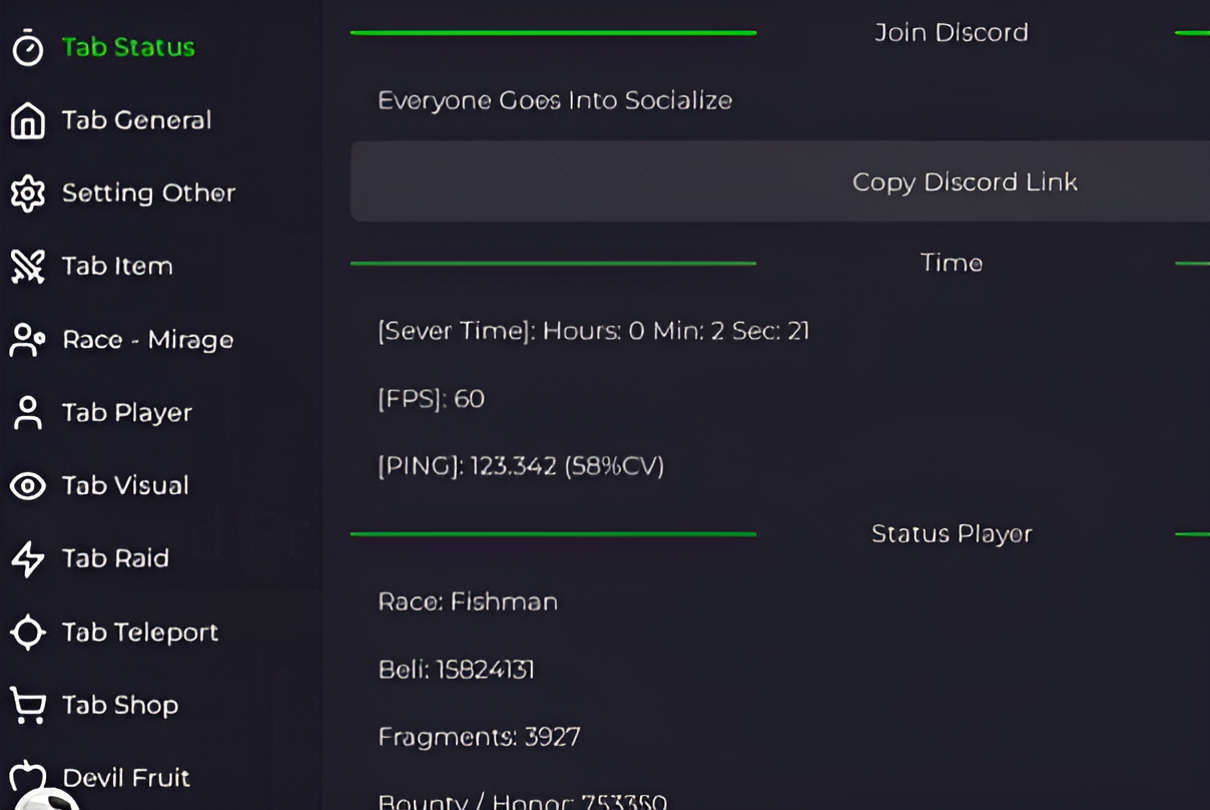 Tab Status
Tab General
Setting Other
Tab Item
Race - Mirage
Tab Player
Tab Visual
Tab Raid
Tab Teleport
Tab Shop
Devil Fruit
Join Discord
Everyone Goes Into Socialize
Copy Discord Link
Time
[Sever Time]: Hours: 0 Min: 2 Sec: 21
[FPS]: 60
[PING]: 123.342 (58%CV)
Status Player
Race: Fishman
Beli: 15824131
Fragments: 3927
Bounty / Honor: 753350